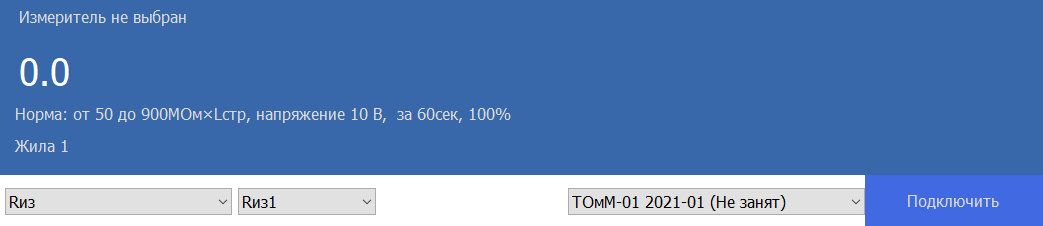 Измеритель не выбран
0.0
Норма: от 50 до 900МОм×Lстр, напряжение 10 В,  за 60сек, 100%
Жила 1
Rиз Rиз1 ТОмМ-01 2021-01 (Не занят) Подключить